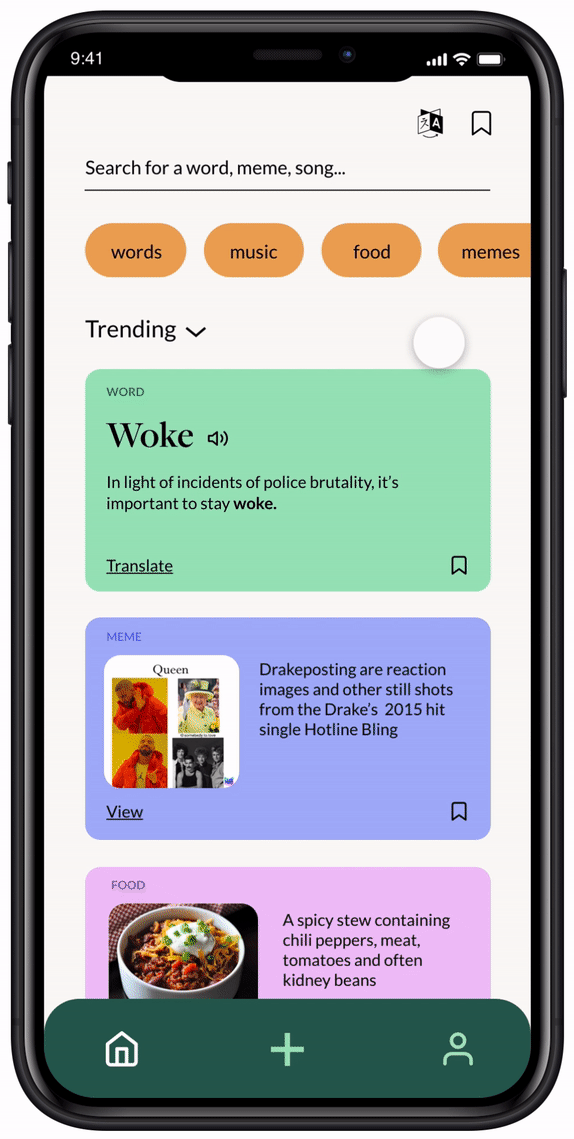 9:41
Search for a word, meme, song...
words music food memes
Trending
WORD
Woke
In light of incidents of police brutality, it's
important to stay woke.
Translate
MEME
Queen
Drakeposting are reaction
images and other still shots
from the Drake's 2015 hit
single Hotline Bling
View
FOOD
A spicy stew containing
chili peppers, meat,
tomatoes and often
kidney beans